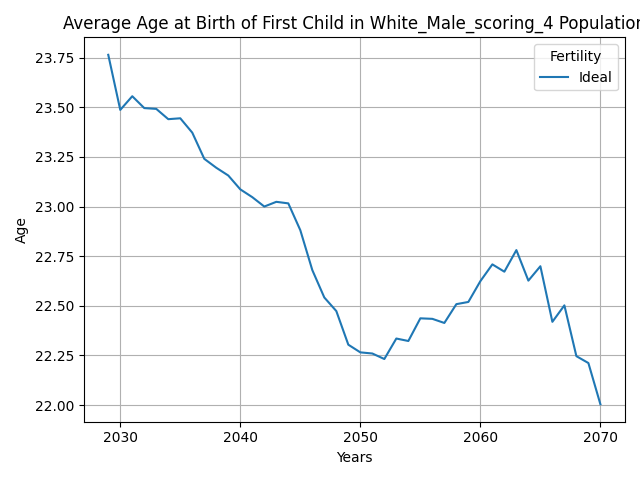 Average Age at Birth of First Child in White_Male_scoring_4 Population
Fertility
Ideal
Age
23.75
23.50
23.25
23.00
22.75
22.50
22.25
22.00
2030 2040 2050 2060 2070
Years